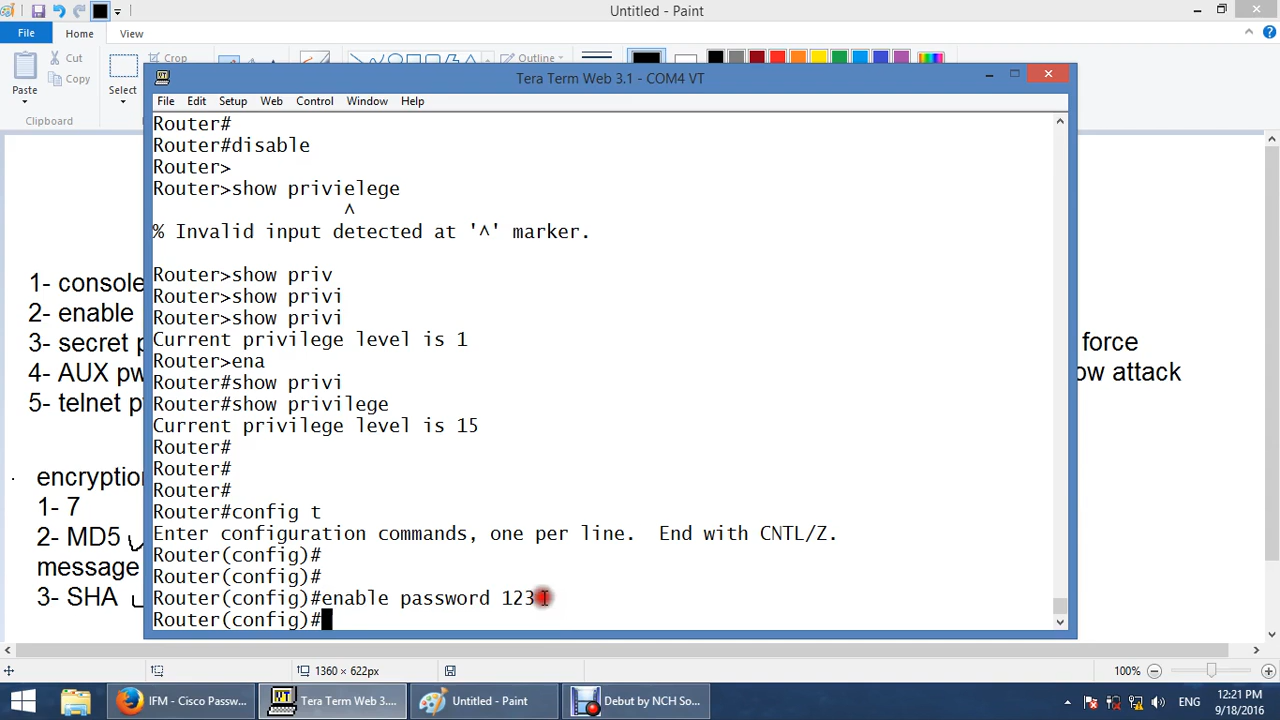 Untitled - Paint
File
Home
View
Cut
Copy
Paste
Clipboard
Crop
Select
Outline
Tera Term Web 3.1 - COM4 VT
File Edit Setup Web Control Window Help
Router#
Router#disable
Router>
Router>show privielege
^
% Invalid input detected at '^' marker.
Router>show priv
Router>show privi
Router>show privi
Current privilege level is 1
Router>ena
Router#show privi
Router#show privilege
Current privilege level is 15
Router#
Router#
Router#
Router#config t
Enter configuration commands, one per line. End with CNTL/Z.
Router(config)#
Router(config)#
Router(config)#enable password 123
Router(config)#
1- console
2- enable
3- secret
4- AUX
5- telnet
force
attack
encryption
1- 7
2- MD5
message
3- SHA
1360 × 622px
100%
IFM - Cisco Passw...
Tera Term Web 3....
Untitled - Paint
Debut by NCH So...
ENG
12:21 PM
9/18/2016